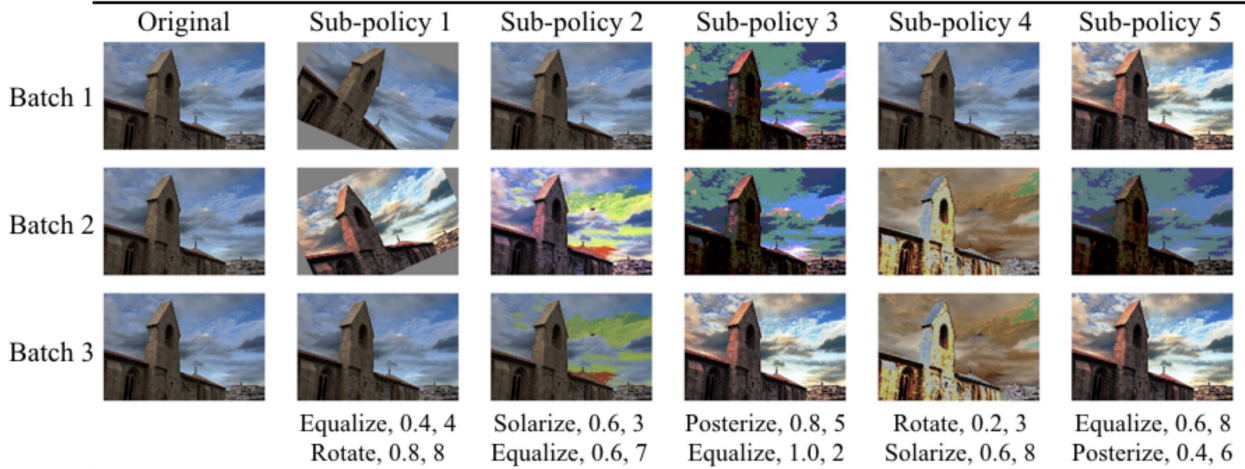 Original Sub-policy 1 Sub-policy 2 Sub-policy 3 Sub-policy 4 Sub-policy 5
Batch 1
Batch 2
Batch 3
Equalize, 0.4, 4 Solarize, 0.6, 3 Posterize, 0.8, 5 Rotate, 0.2, 3 Equalize, 0.6, 8
Rotate, 0.8, 8 Equalize, 0.6, 7 Equalize, 1.0, 2 Solarize, 0.6, 8 Posterize, 0.4, 6